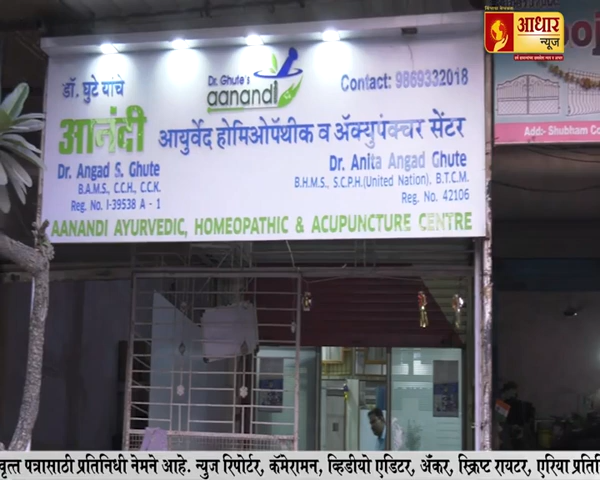 आधार
न्यूज
डॉ. घुटे यांचे
Dr. Ghute's
aanandi
Contact: 9869332018
आनंदी आयुर्वेद होमिओपॅथीक व ॲक्युपंक्चर सेंटर
Dr. Angad S. Ghute
B.A.M.S., C.C.H., C.C.K.
Reg. No. I-39538 A - 1
Dr. Anita Angad Ghute
B.H.M.S., S.C.P.H.(United Nation), B.T.C.M.
Reg. No. 42106
AANANDI AYURVEDIC, HOMEOPATHIC & ACUPUNCTURE CENTRE
Add:- Shubham Co
वृत्त पत्रासाठी प्रतिनिधी नेमने आहे. न्युज रिपोर्टर, कॅमेरामन, व्हिडीयो एडिटर, अँकर, स्क्रिप्ट रायटर, एरिया प्रति